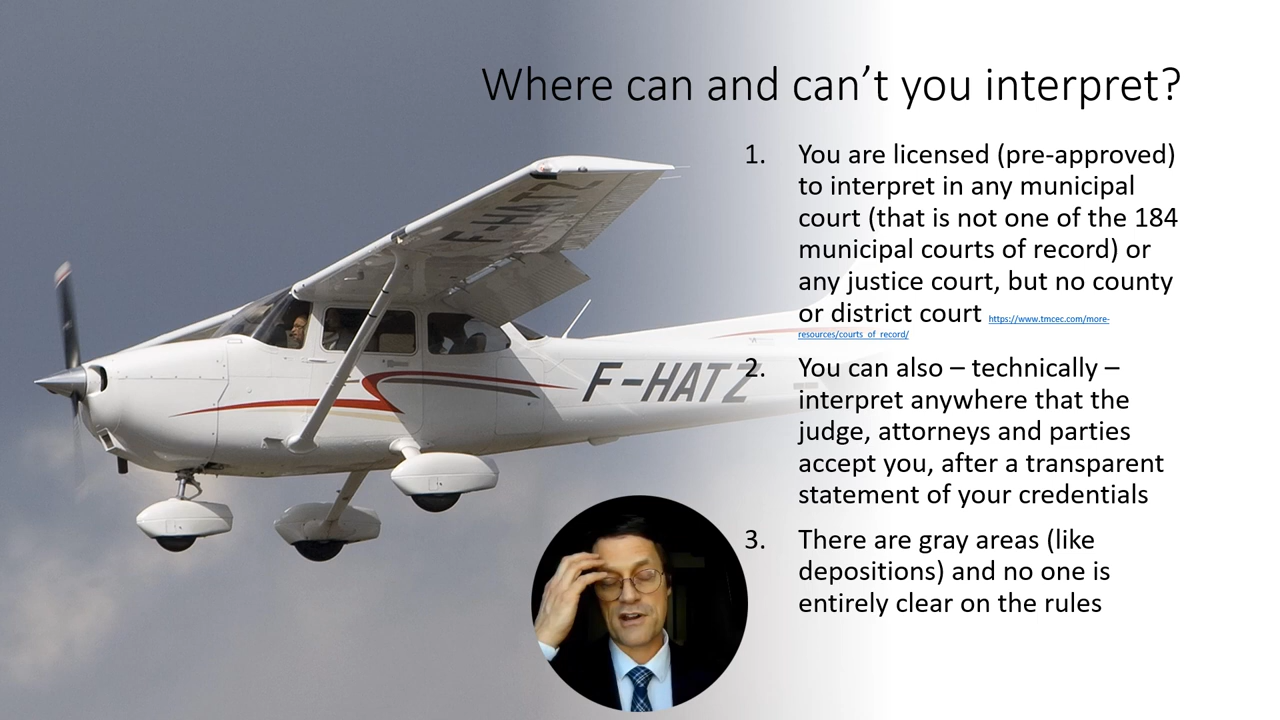 Where can and can’t you interpret?
1. You are licensed (pre-approved)
to interpret in any municipal
court (that is not one of the 184
municipal courts of record) or
any justice court, but no county
or district court https://www.tmcec.com/more-
resources/courts_of_record/
2. You can also – technically –
interpret anywhere that the
judge, attorneys and parties
accept you, after a transparent
statement of your credentials
3. There are gray areas (like
depositions) and no one is
entirely clear on the rules
F-HATZ
F-HATZ